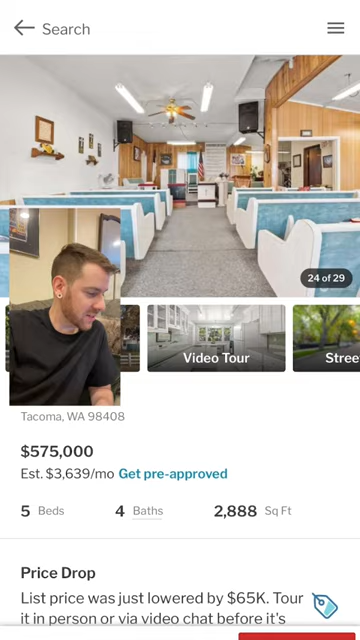 Search
24 of 29
Video Tour
Stree
Tacoma, WA 98408
$575,000
Est. $3,639/mo Get pre-approved
5 Beds 4 Baths 2,888 Sq Ft
Price Drop
List price was just lowered by $65K. Tour
it in person or via video chat before it's